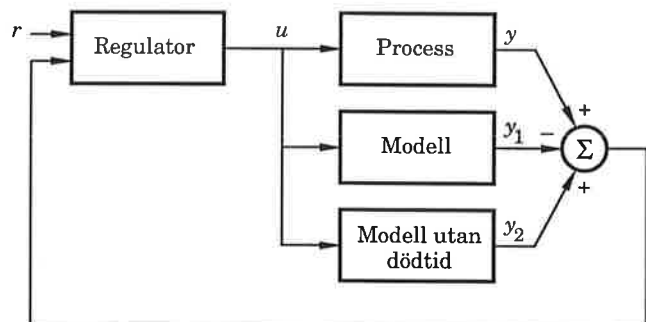 r
Regulator
u
Process
y
+
Modell
y1
−
Σ
+
Modell utan
dödtid
y2